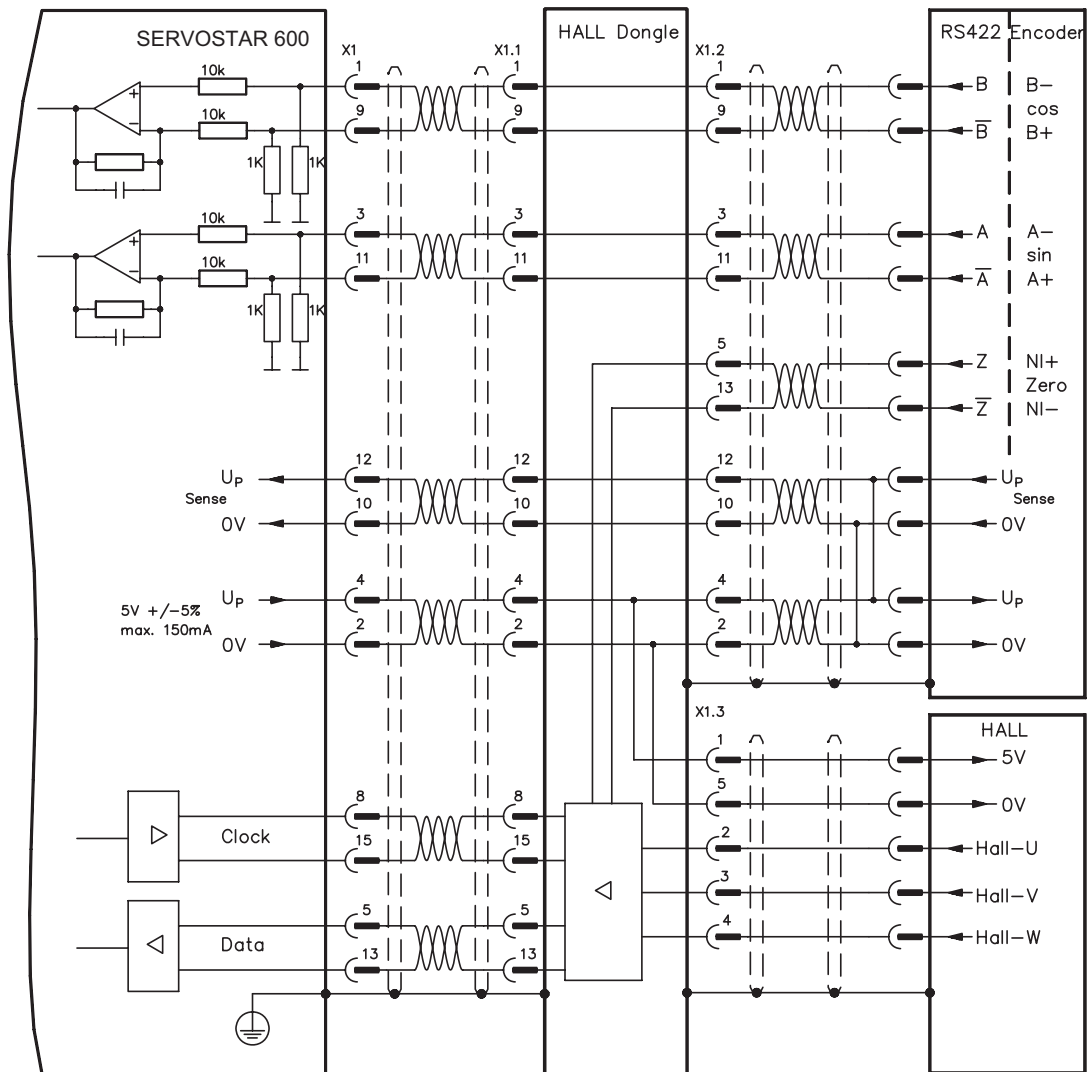 SERVOSTAR 600
HALL Dongle
RS422 Encoder
X1
X1.1
X1.2
10k
1
1
1
B
B-
cos
10k
9
9
9
B̅
B+
1K
1K
10k
3
3
3
A
A-
sin
10k
11
11
11
A̅
A+
1K
1K
5
Z
NI+
Zero
13
Z̅
NI-
UP
12
12
12
UP
Sense
Sense
0V
10
10
10
0V
5V +/-5%
max. 150mA
UP
4
4
4
UP
0V
2
2
2
0V
X1.3
HALL
1
5V
5
0V
Clock
8
8
2
Hall-U
15
15
3
Hall-V
Data
5
5
4
Hall-W
13
13